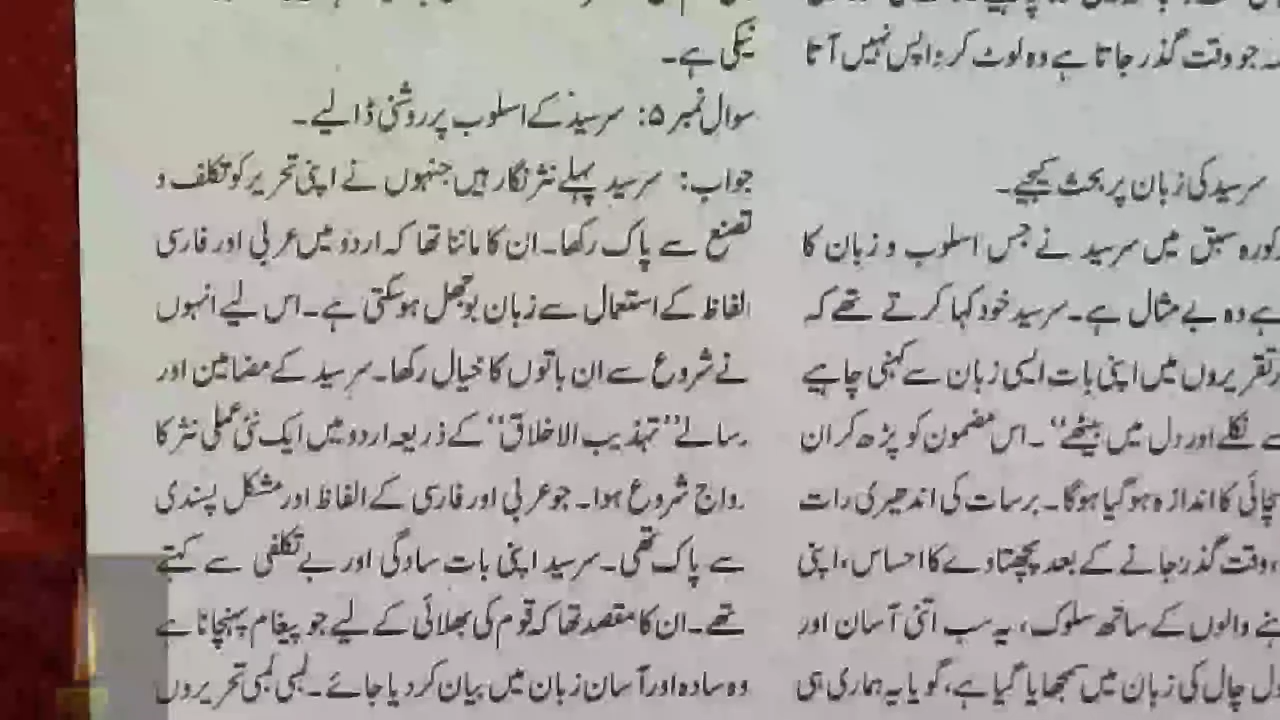 جو وقت گذر جاتا ہے وہ لوٹ کر واپس نہیں آتا
سرسید کی زبان پر بحث کیجیے۔
سبق میں سرسید نے جس اسلوب و زبان کا
ہے وہ بے مثال ہے۔ سرسید خود کہا کرتے تھے کہ
تقریروں میں اپنی بات ایسی زبان سے کہنی چاہیے
نکلے اور دل میں بیٹھے“۔ اس مضمون کو پڑھ کر ان
کا اندازہ ہو گیا ہوگا۔ برسات کی اندھیری رات
، وقت گذر جانے کے بعد پچھتاوے کا احساس، اپنی
والوں کے ساتھ سلوک، یہ سب اتنی آسان اور
چال کی زبان میں سمجھایا گیا ہے، گویا یہ ہماری ہی
نیکی ہے۔
سوال نمبر ۵: سرسید کے اسلوب پر روشنی ڈالیے۔
جواب: سرسید پہلے نثر نگار ہیں جنہوں نے اپنی تحریر کو تکلف و
تصنع سے پاک رکھا۔ ان کا ماننا تھا کہ اردو میں عربی اور فارسی
الفاظ کے استعمال سے زبان بوجھل ہو سکتی ہے۔ اس لیے انہوں
نے شروع سے ان باتوں کا خیال رکھا۔ سرسید کے مضامین اور
رسالے ”تہذیب الاخلاق“ کے ذریعہ اردو میں ایک نئی عملی نثر کا
رواج شروع ہوا۔ جو عربی اور فارسی کے الفاظ اور مشکل پسندی
سے پاک تھی۔ سرسید اپنی بات سادگی اور بے تکلفی سے کہتے
تھے۔ ان کا مقصد تھا کہ قوم کی بھلائی کے لیے جو پیغام پہنچانا ہے
وہ سادہ اور آسان زبان میں بیان کر دیا جائے۔ لمبی لمبی تحریروں